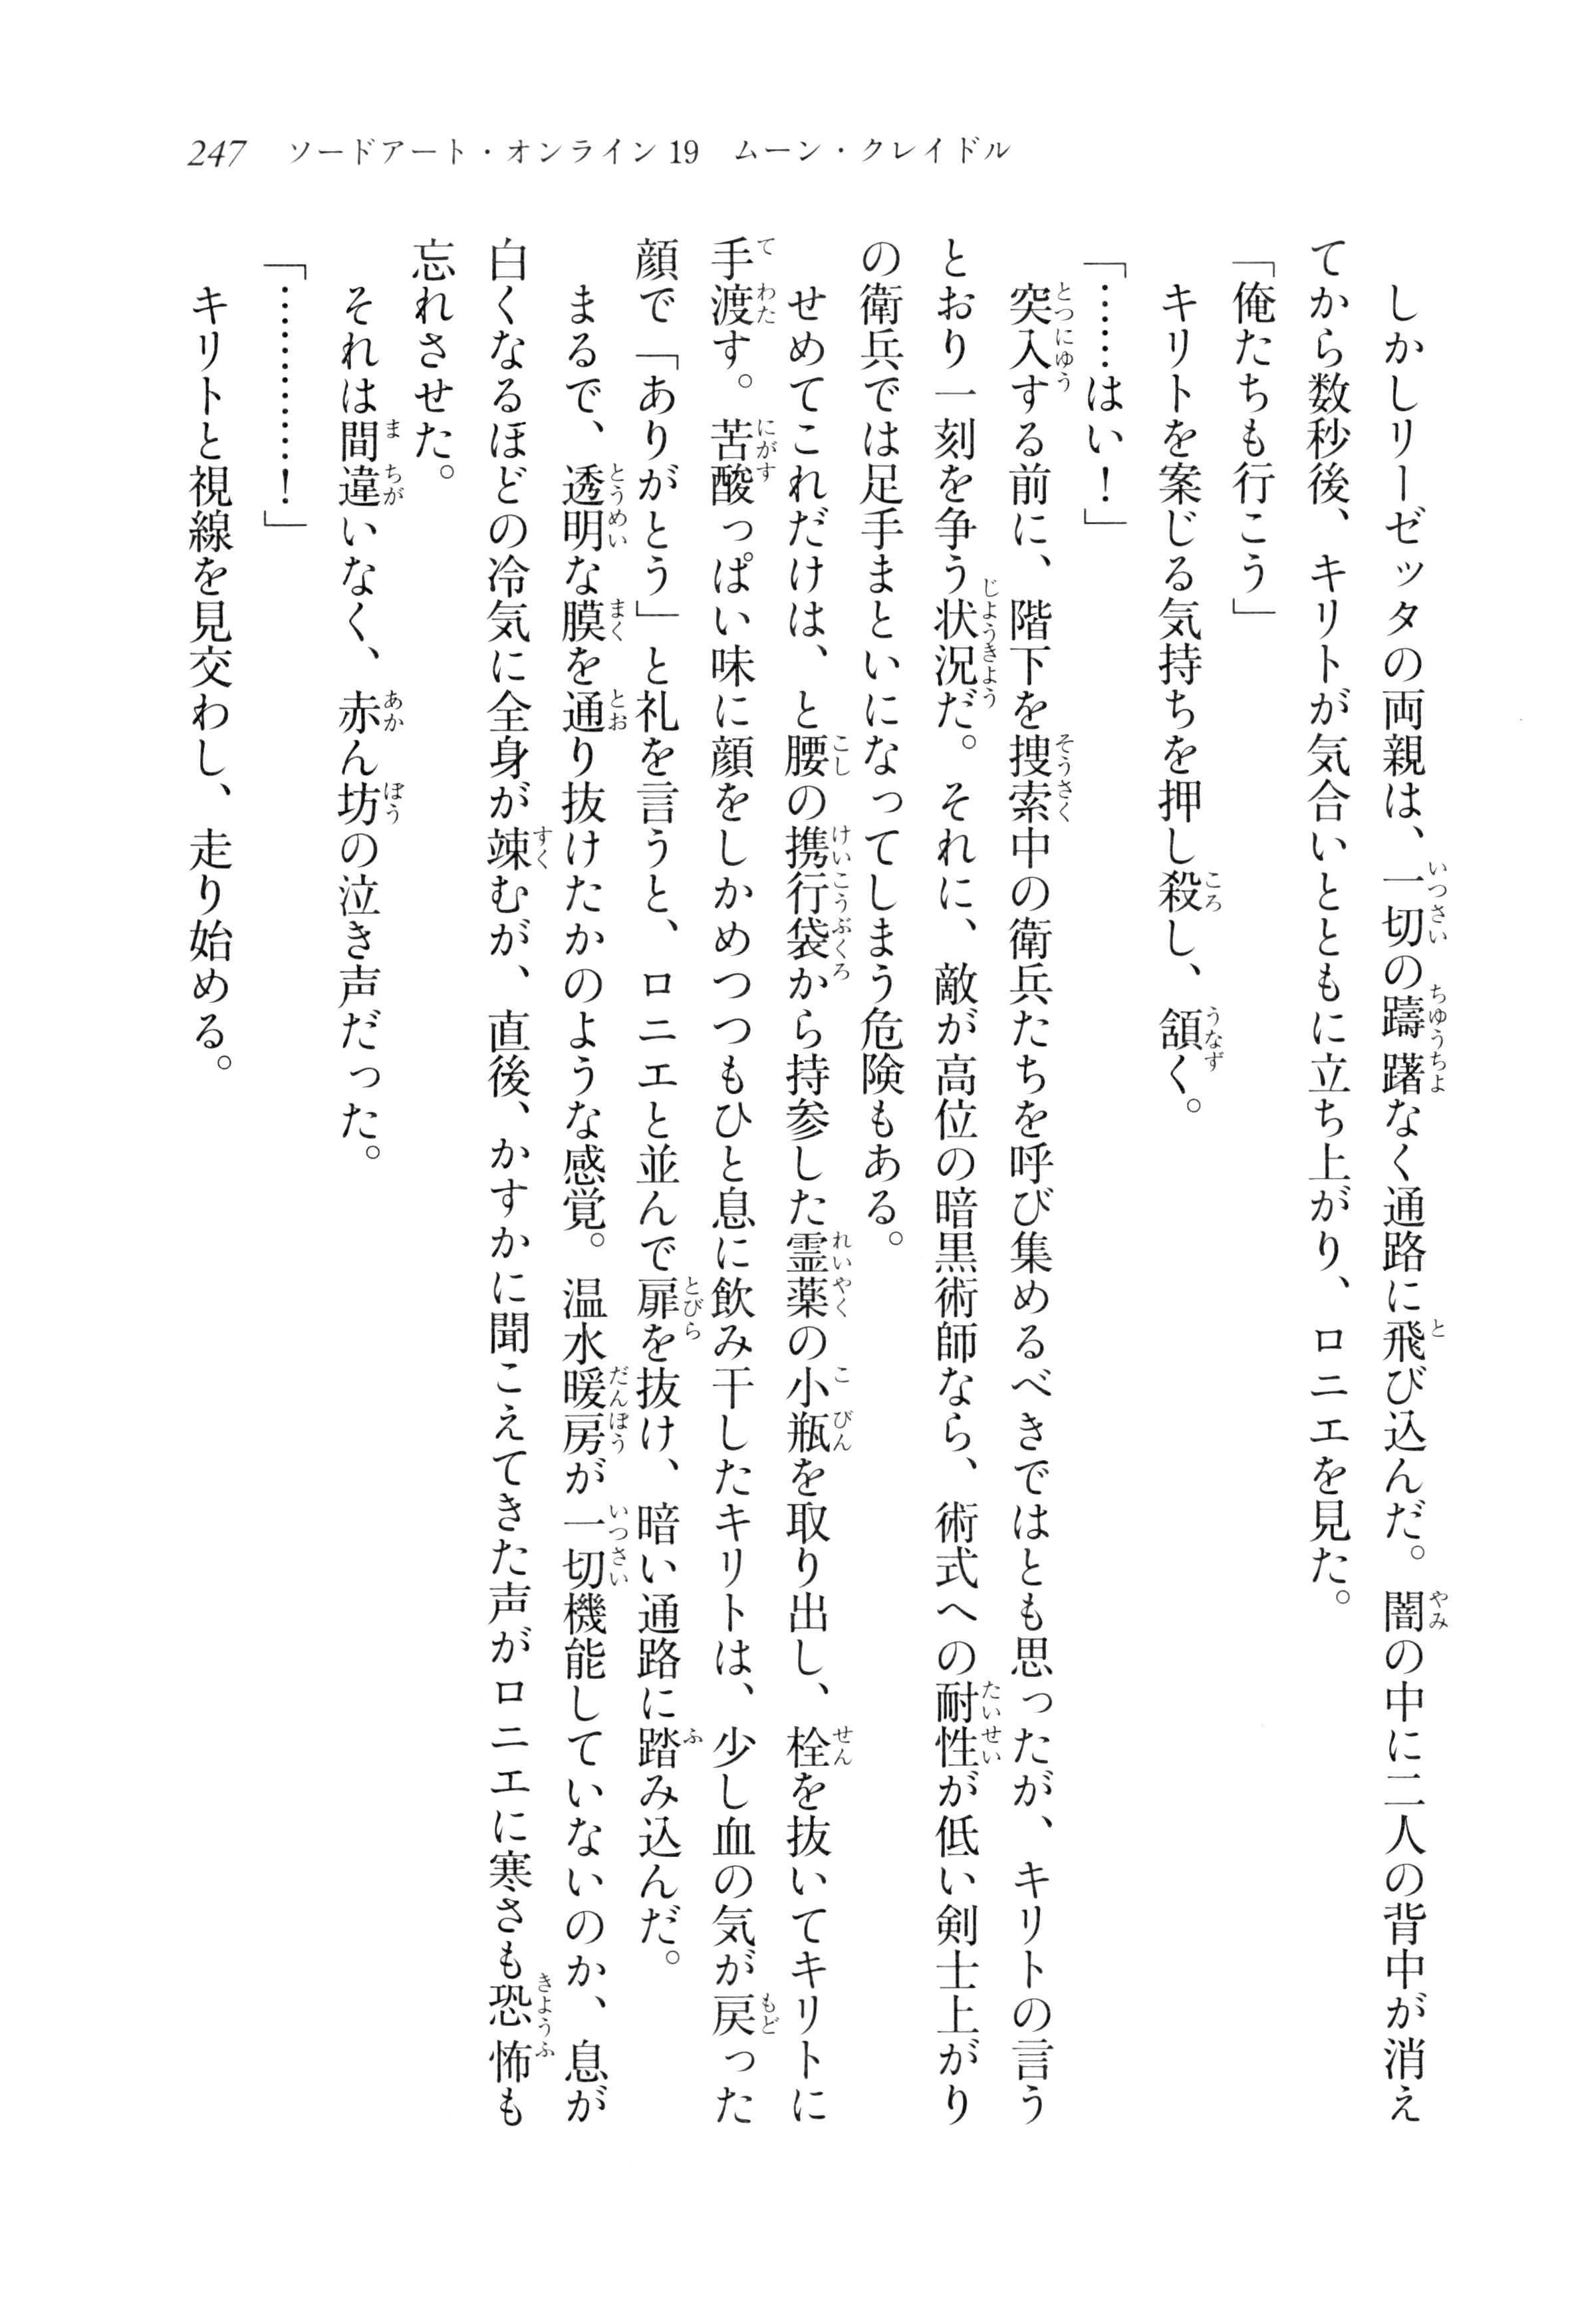 247 ソードアート・オンライン19 ムーン・クレイドル
しかしリーゼッタの両親は、一切の躊躇なく通路に飛び込んだ。闇の中に二人の背中が消え
てから数秒後、キリトが気合いとともに立ち上がり、ロニエを見た。
「俺たちも行こう」
キリトを案じる気持ちを押し殺し、頷く。
「……はい！」
突入する前に、階下を捜索中の衛兵たちを呼び集めるべきではとも思ったが、キリトの言う
とおり一刻を争う状況だ。それに、敵が高位の暗黒術師なら、術式への耐性が低い剣士上がり
の衛兵では足手まといになってしまう危険もある。
せめてこれだけは、と腰の携行袋から持参した霊薬の小瓶を取り出し、栓を抜いてキリトに
手渡す。苦酸っぱい味に顔をしかめつつもひと息に飲み干したキリトは、少し血の気が戻った
顔で「ありがとう」と礼を言うと、ロニエと並んで扉を抜け、暗い通路に踏み込んだ。
まるで、透明な膜を通り抜けたかのような感覚。温水暖房が一切機能していないのか、息が
白くなるほどの冷気に全身が竦むが、直後、かすかに聞こえてきた声がロニエに寒さも恐怖も
忘れさせた。
それは間違いなく、赤ん坊の泣き声だった。
「…………！」
キリトと視線を見交わし、走り始める。